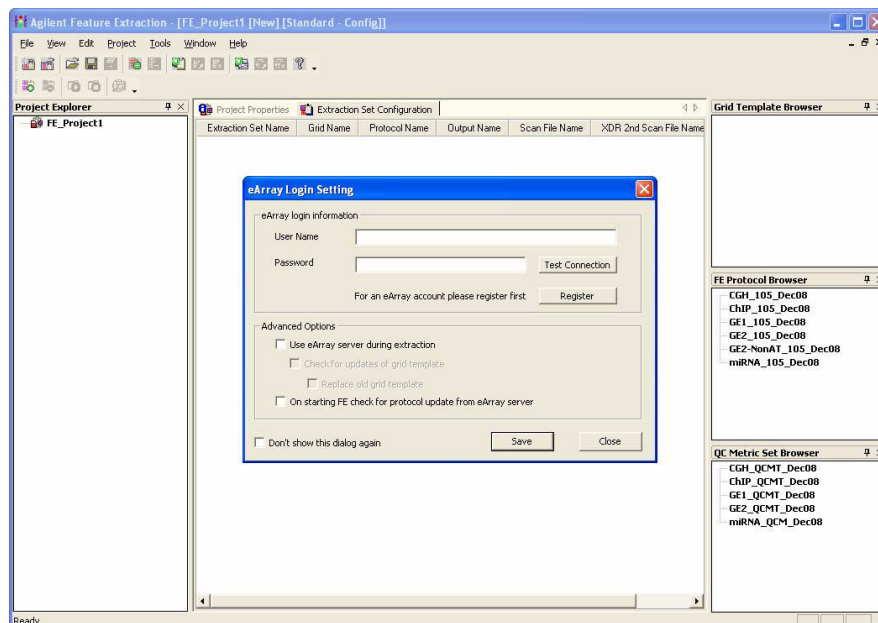 Agilent Feature Extraction - [FE_Project1 [New] [Standard - Config]]
File View Edit Project Tools Window Help
Project Explorer
FE_Project1
Project Properties Extraction Set Configuration
Extraction Set Name Grid Name Protocol Name Output Name Scan File Name XDR 2nd Scan File Name
eArray Login Setting
eArray login information
User Name
Password
Test Connection
For an eArray account please register first
Register
Advanced Options
Use eArray server during extraction
Check for updates of grid template
Replace old grid template
On starting FE check for protocol update from eArray server
Don't show this dialog again
Save
Close
Grid Template Browser
FE Protocol Browser
CGH_105_Dec08
ChIP_105_Dec08
GE1_105_Dec08
GE2_105_Dec08
GE2-NonAT_105_Dec08
miRNA_105_Dec08
QC Metric Set Browser
CGH_QCMT_Dec08
ChIP_QCMT_Dec08
GE1_QCMT_Dec08
GE2_QCMT_Dec08
miRNA_QCM_Dec08
Ready